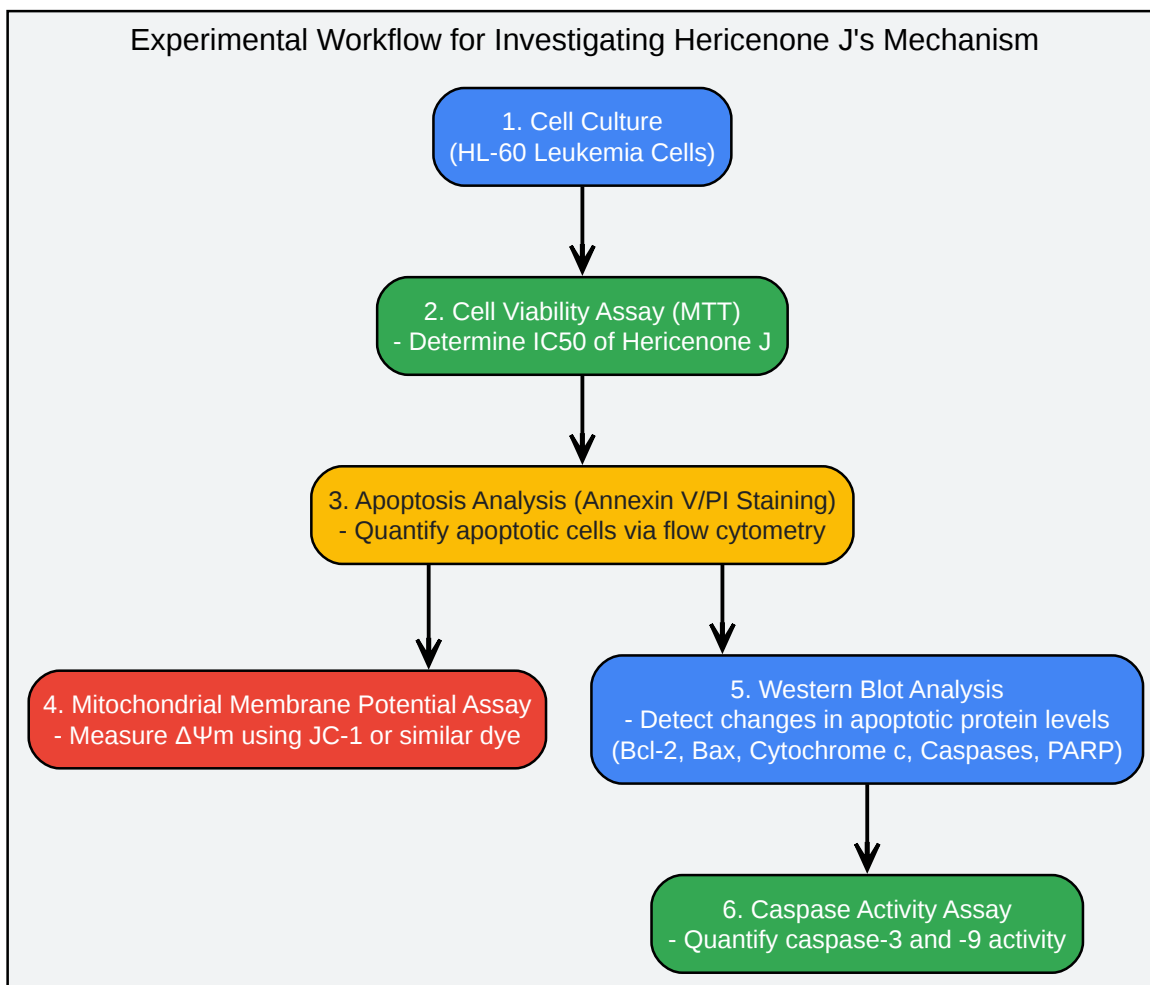 Experimental Workflow for Investigating Hericenone J's Mechanism
1. Cell Culture
(HL-60 Leukemia Cells)
2. Cell Viability Assay (MTT)
- Determine IC50 of Hericenone J
3. Apoptosis Analysis (Annexin V/PI Staining)
- Quantify apoptotic cells via flow cytometry
4. Mitochondrial Membrane Potential Assay
- Measure ΔΨm using JC-1 or similar dye
5. Western Blot Analysis
- Detect changes in apoptotic protein levels
(Bcl-2, Bax, Cytochrome c, Caspases, PARP)
6. Caspase Activity Assay
- Quantify caspase-3 and -9 activity